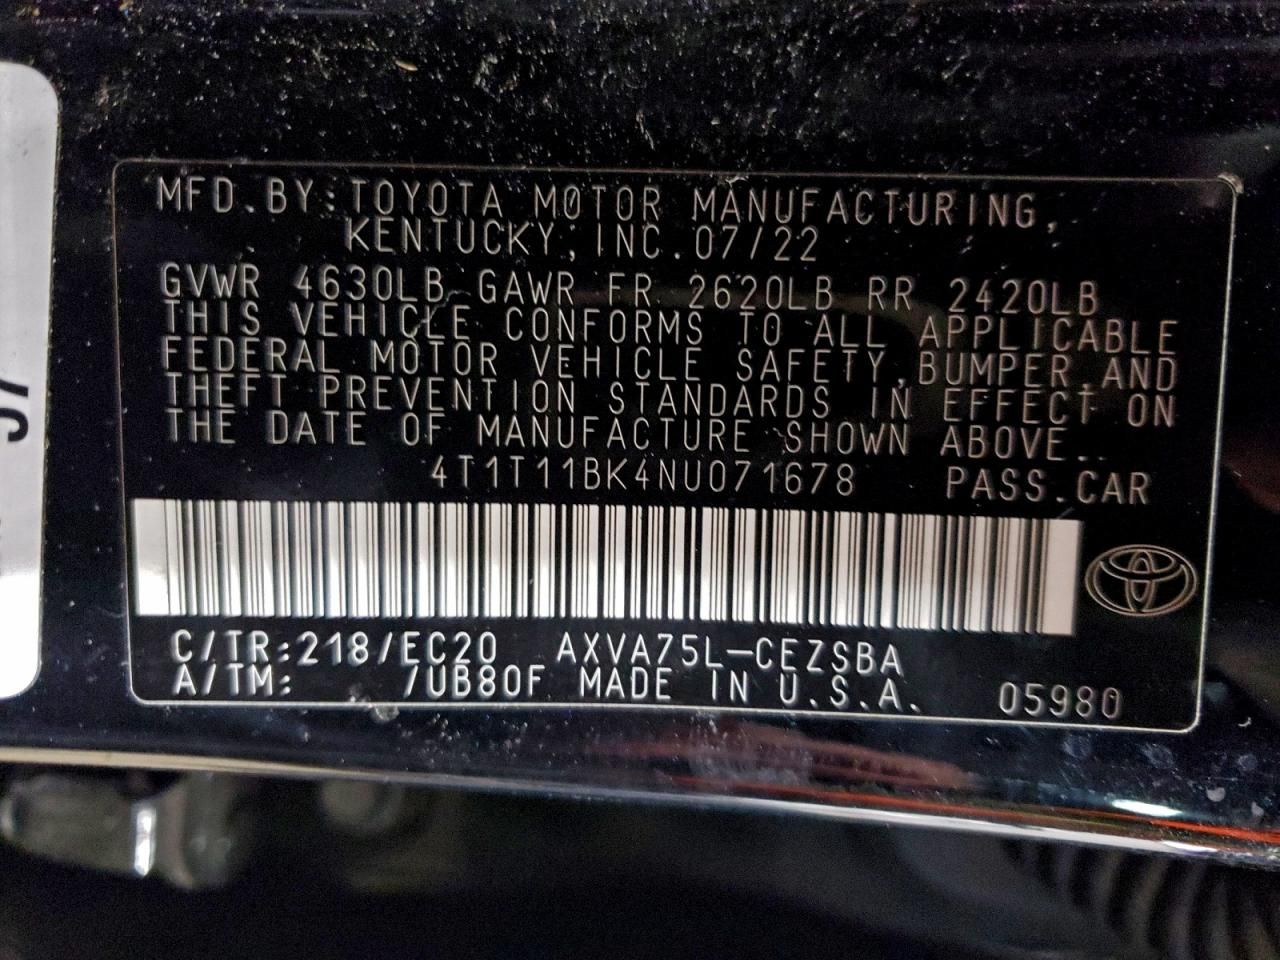 MFD.BY:TOYOTA MOTOR MANUFACTURING,
KENTUCKY, INC. 07/22
GVWR 4630LB GAWR FR 2620LB RR 2420LB
THIS VEHICLE CONFORMS TO ALL APPLICABLE
FEDERAL MOTOR VEHICLE SAFETY,BUMPER,AND
THEFT PREVENTION STANDARDS IN EFFECT ON
THE DATE OF MANUFACTURE SHOWN ABOVE..
4T1T11BK4NU071678 PASS.CAR
C/TR:218/EC20 AXVA75L-CEZSBA
A/TM: /UB80F MADE IN U.S.A. 05980